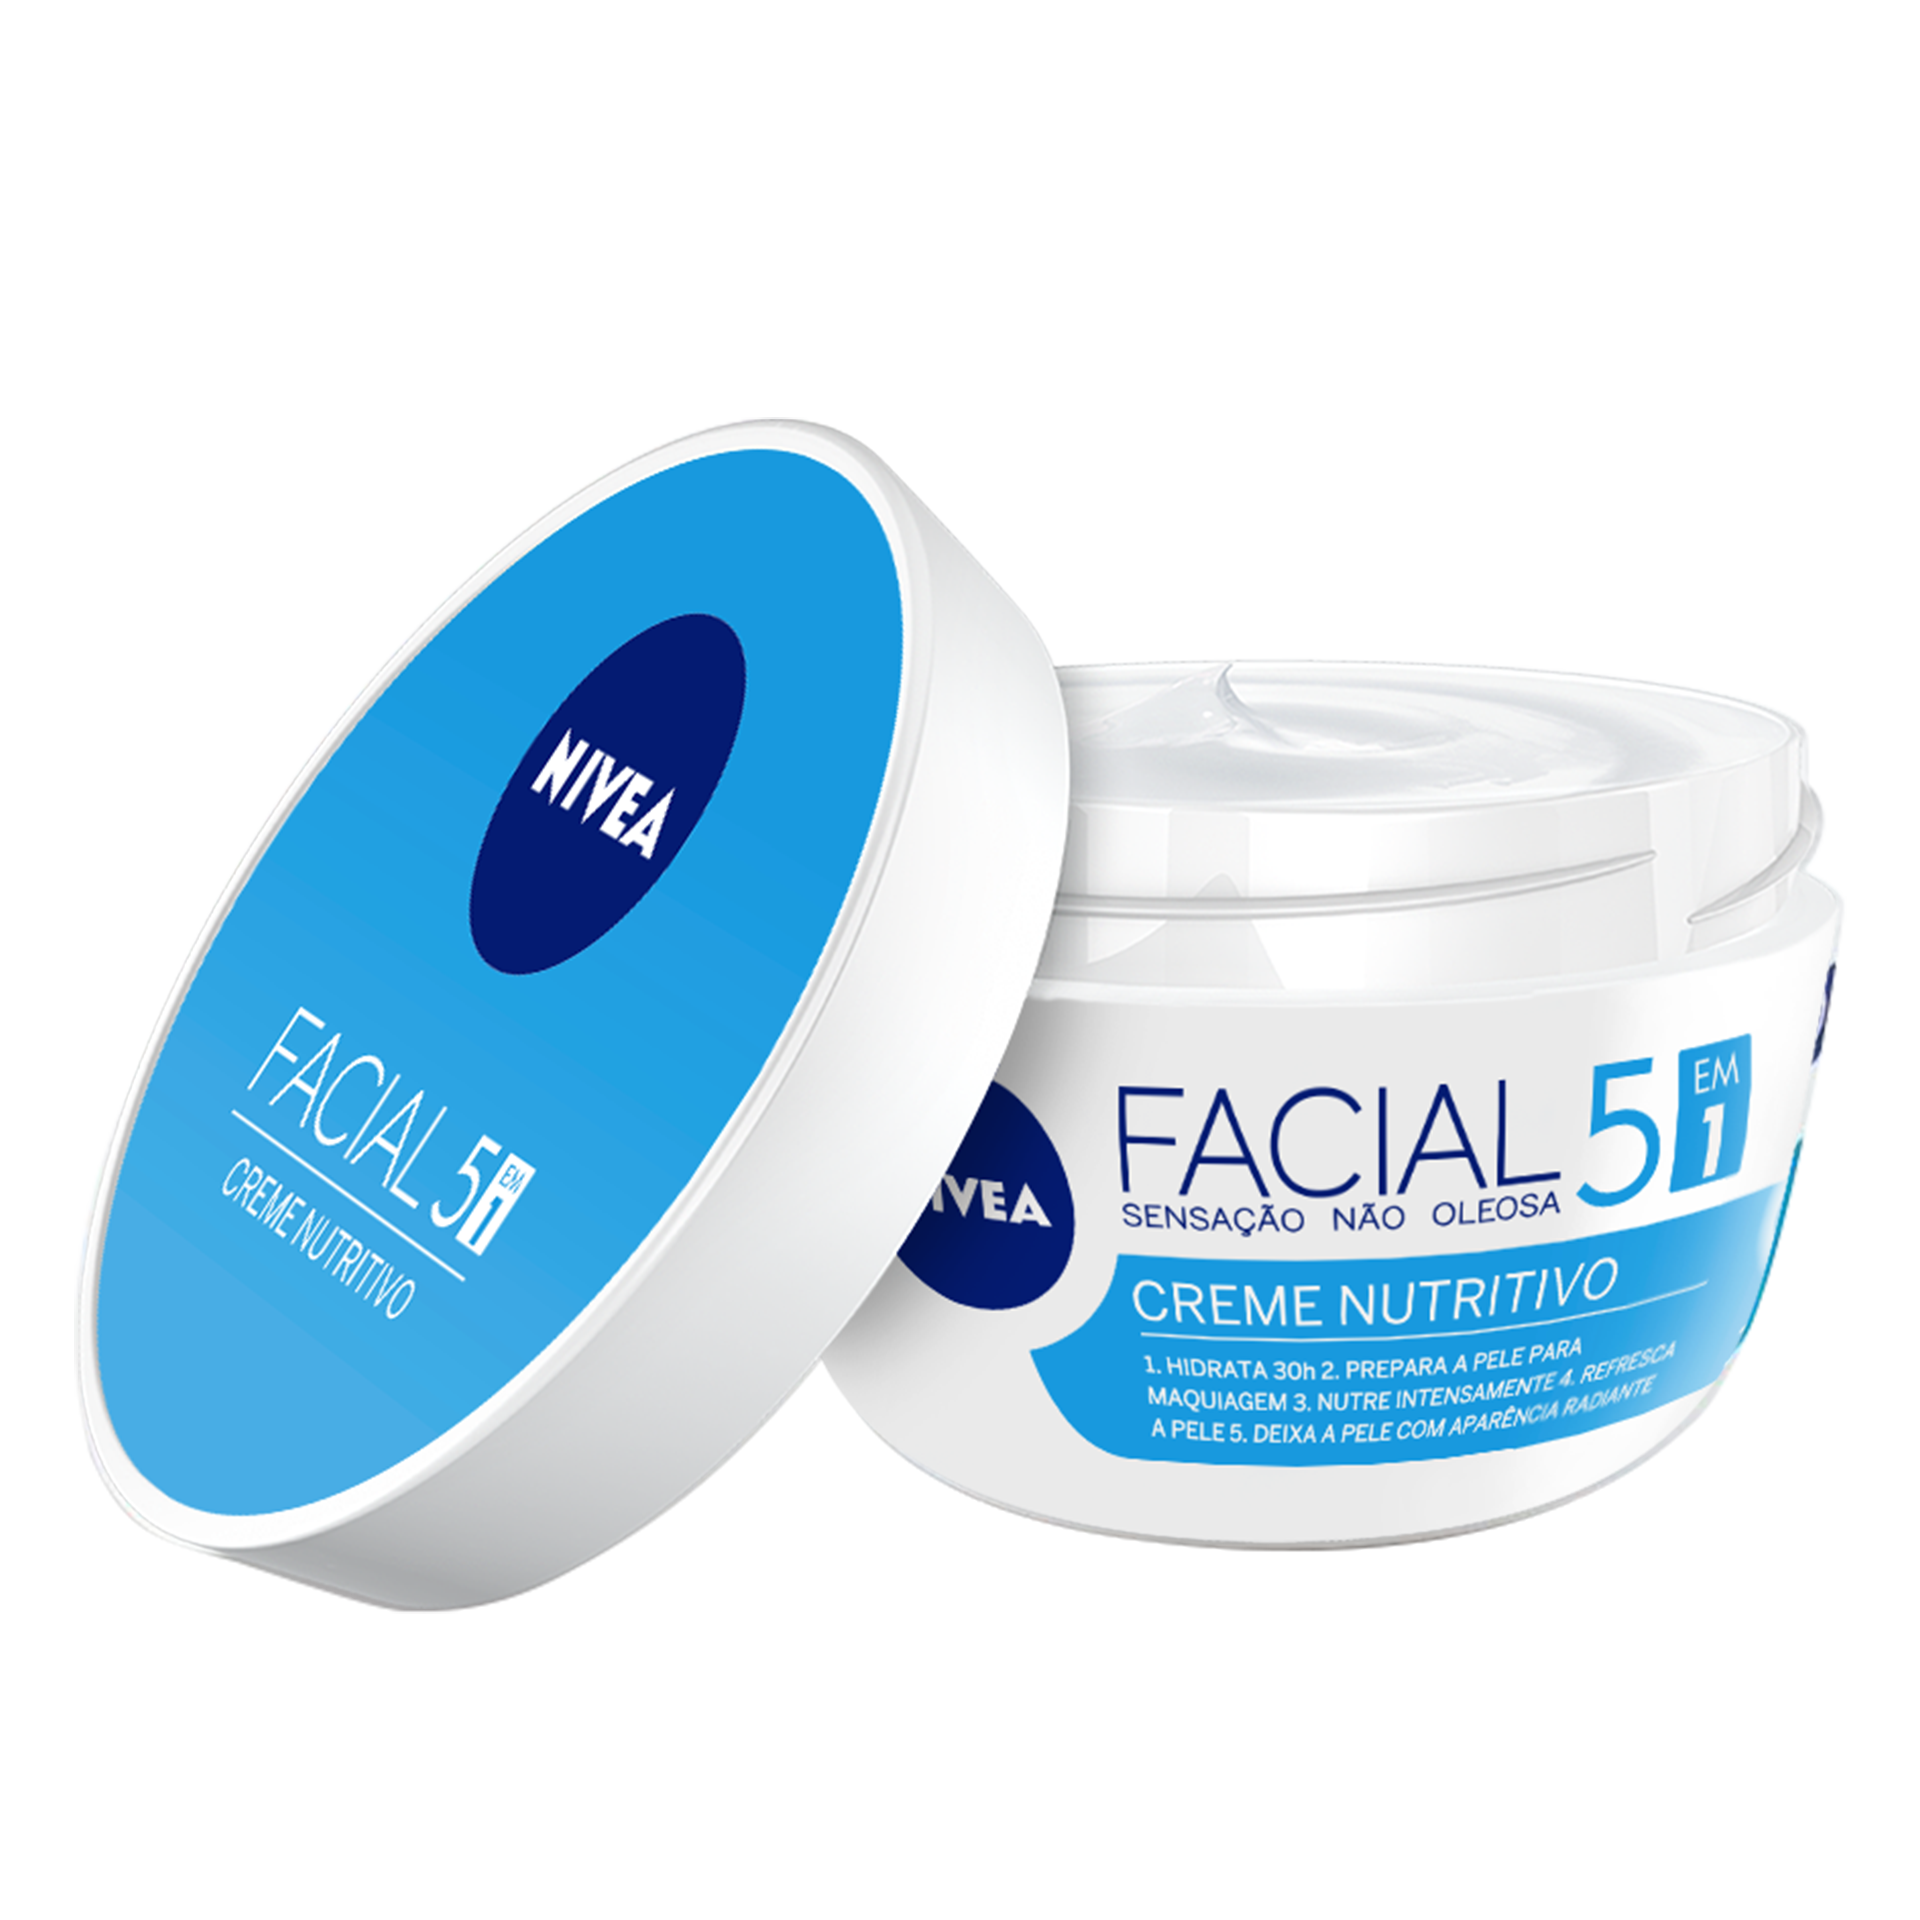 NIVEA
FACIAL 5 EM 1
CREME NUTRITIVO
IVEA
FACIAL 5 EM 1
SENSAÇÃO NÃO OLEOSA
CREME NUTRITIVO
1. HIDRATA 30h 2. PREPARA A PELE PARA
MAQUIAGEM 3. NUTRE INTENSAMENTE 4. REFRESCA
A PELE 5. DEIXA A PELE COM APARÊNCIA RADIANTE